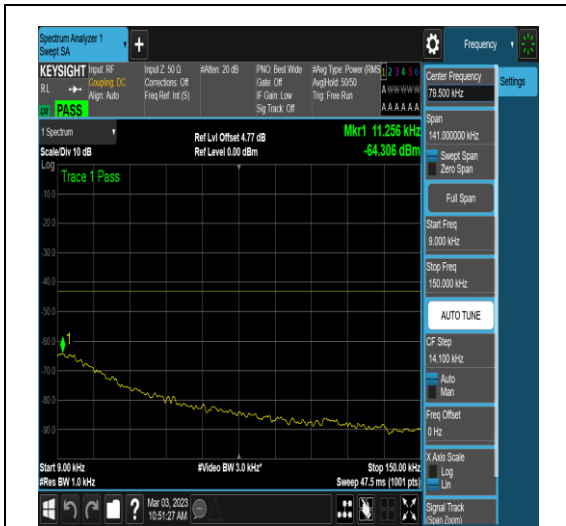 Spectrum Analyzer 1
Swept SA
Frequency
KEYSIGHT
RL
PASS
Input: RF
Coupling: DC
Align: Auto
Input Z: 50 Ω
Corrections: Off
Freq Ref: Int (S)
#Atten: 20 dB
PNO: Best Wide
Gate: Off
IF Gain: Low
Sig Track: Off
#Avg Type: Power (RMS)
Avg|Hold: 50/50
Trig: Free Run
1 2 3 4 5 6
A W W W W W
A A A A A A
Settings
1 Spectrum
Scale/Div 10 dB
Ref Lvl Offset 4.77 dB
Ref Level 0.00 dBm
Mkr1 11.256 kHz
-64.306 dBm
Log
Trace 1 Pass
-10.0
-20.0
-30.0
-40.0
-50.0
-60.0
-70.0
-80.0
-90.0
1
Start 9.00 kHz
#Res BW 1.0 kHz
#Video BW 3.0 kHz*
Stop 150.00 kHz
Sweep 47.5 ms (1001 pts)
Center Frequency
79.500 kHz
Span
141.000000 kHz
Swept Span
Zero Span
Full Span
Start Freq
9.000 kHz
Stop Freq
150.000 kHz
AUTO TUNE
CF Step
14.100 kHz
Auto
Man
Freq Offset
0 Hz
X Axis Scale
Log
Lin
Signal Track
(Span Zoom)
Mar 03, 2023
10:51:27 AM